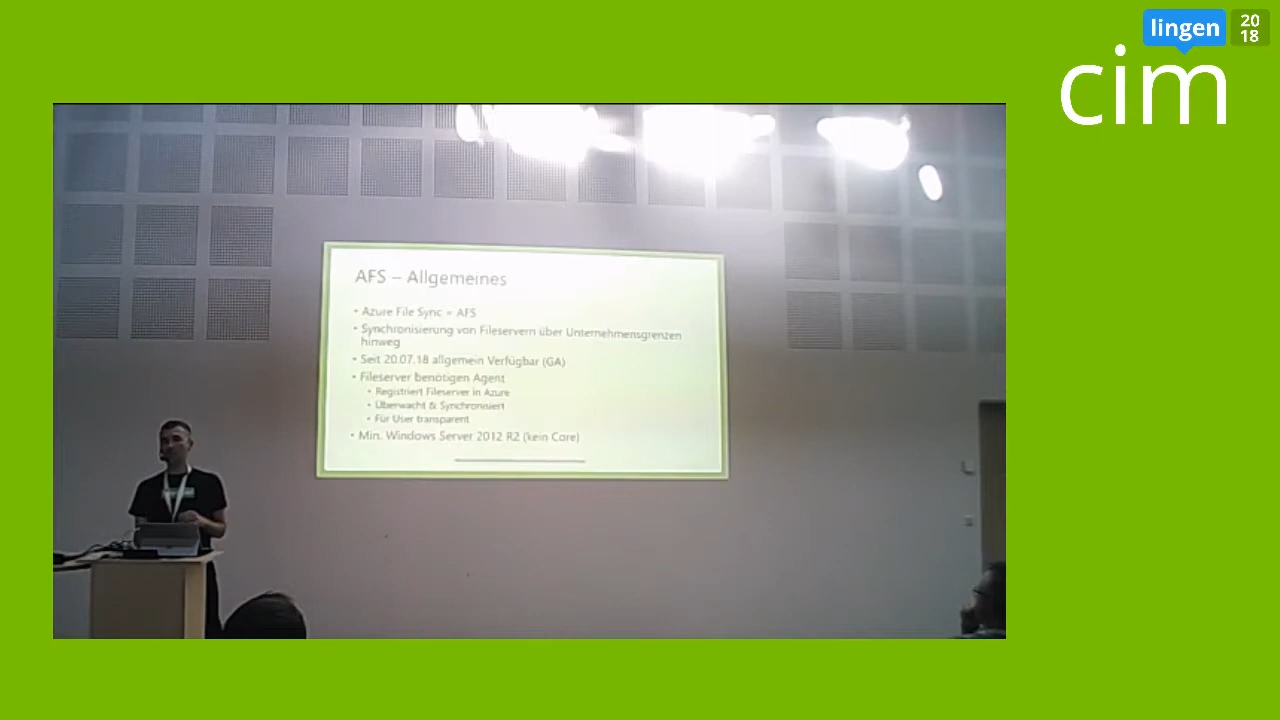 lingen
20
18
cim
AFS – Allgemeines
• Azure File Sync = AFS
• Synchronisierung von Fileservern über Unternehmensgrenzen
hinweg
• Seit 20.07.18 allgemein Verfügbar (GA)
• Fileserver benötigen Agent
• Registriert Fileserver in Azure
• Überwacht & Synchronisiert
• Für User transparent
• Min. Windows Server 2012 R2 (kein Core)